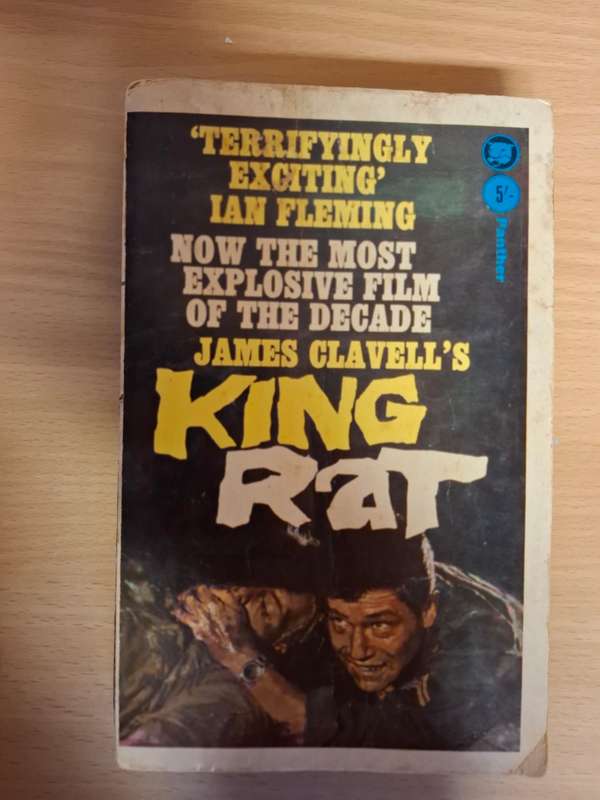 ‘TERRIFYINGLY
EXCITING’
IAN FLEMING
NOW THE MOST
EXPLOSIVE FILM
OF THE DECADE
JAMES CLAVELL’S
KING
RaT
5/-
Panther